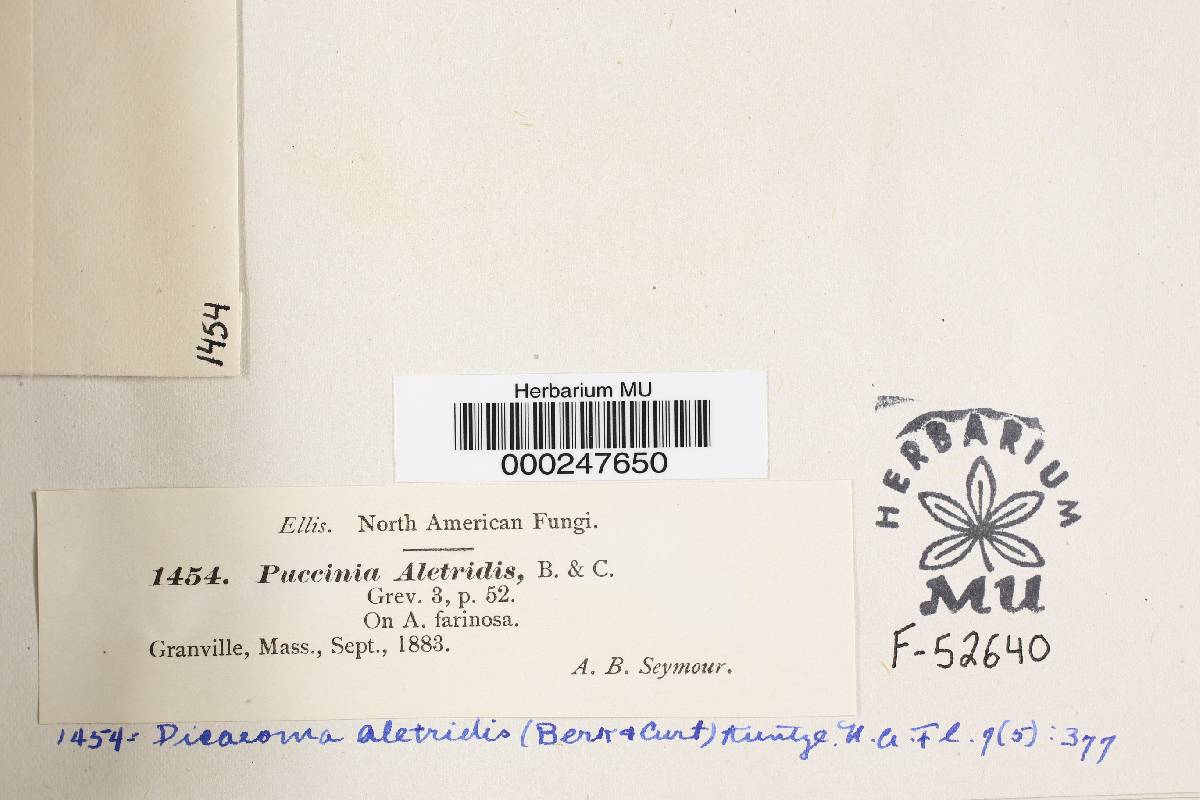 1454
Herbarium MU
000247650
HERBARIUM
MU
F-52640
Ellis. North American Fungi.
1454. Puccinia Aletridis, B. & C.
Grev. 3, p. 52.
On A. farinosa.
Granville, Mass., Sept., 1883.
A. B. Seymour.
1454 = Dicaeoma aletridis (Berk & Curt) Kuntze. N. A. Fl. 7(5) : 377